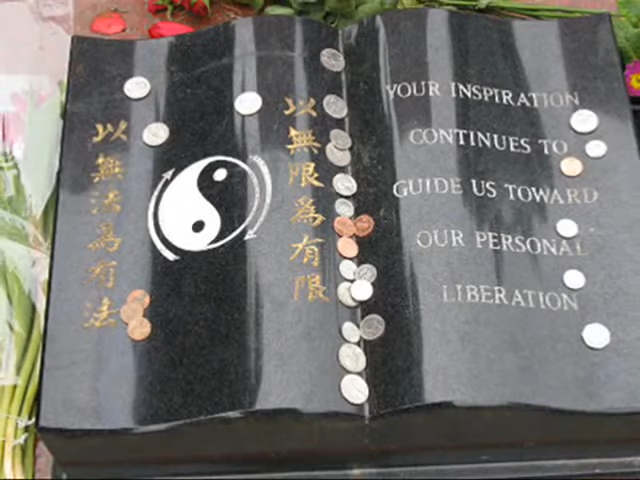 以無法為有法
以無限為有限
YOUR INSPIRATION
CONTINUES TO
GUIDE US TOWARD
OUR PERSONAL
LIBERATION